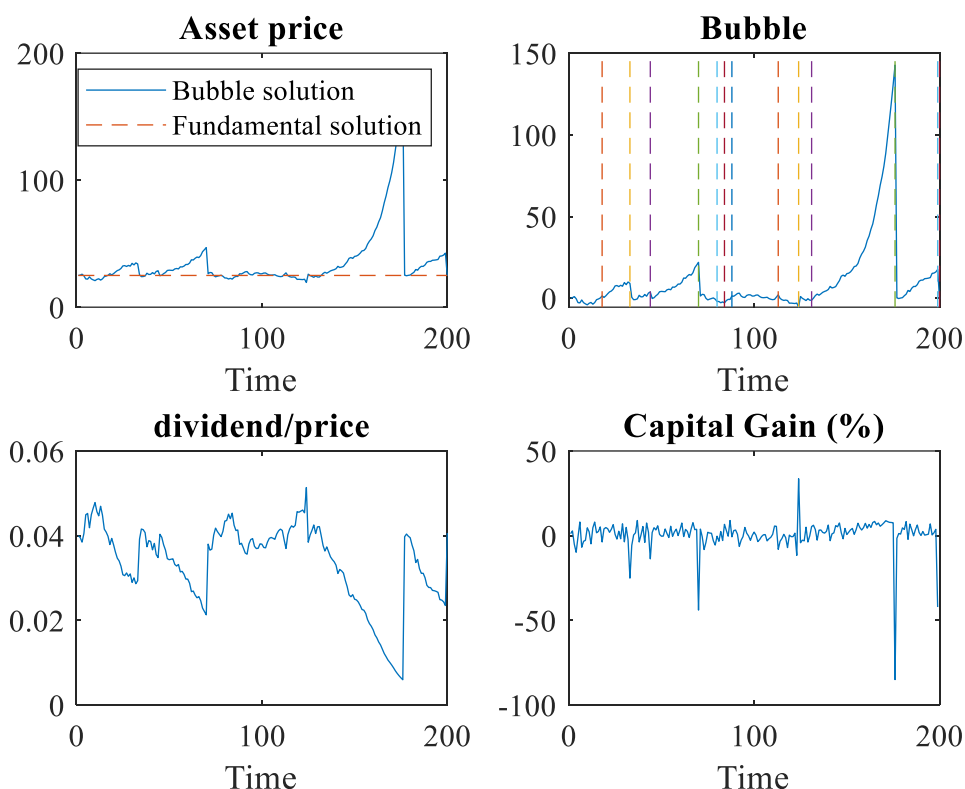 Asset price
200
100
0
Bubble solution
Fundamental solution
0
100
200
Time
Bubble
150
100
50
0
0
100
200
Time
dividend/price
0.06
0.04
0.02
0
0
100
200
Time
Capital Gain (%)
50
0
-50
-100
0
100
200
Time